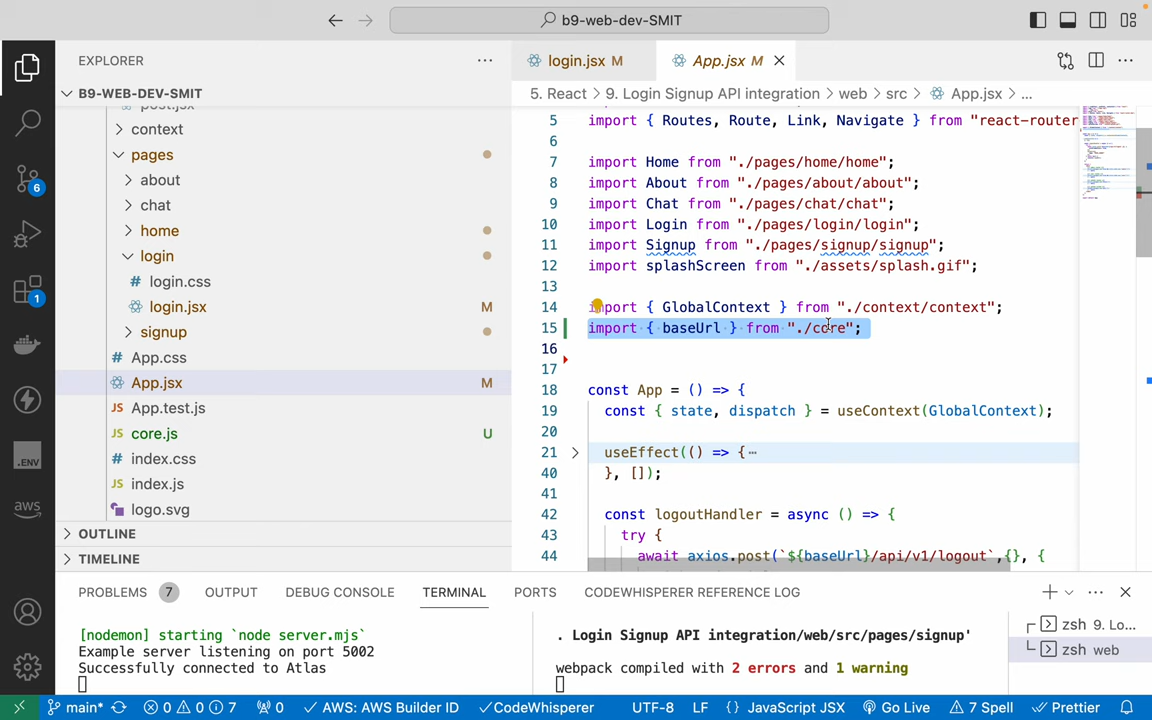 b9-web-dev-SMIT
EXPLORER
login.jsx M
App.jsx M
B9-WEB-DEV-SMIT
5. React > 9. Login Signup API integration > web > src > App.jsx > ...
post.jsx
context
pages
about
chat
home
login
login.css
login.jsx M
signup
App.css
App.jsx M
App.test.js
core.js U
index.css
index.js
logo.svg
OUTLINE
TIMELINE
6
1
.ENV
aws
5 import { Routes, Route, Link, Navigate } from "react-router
6
7 import Home from "./pages/home/home";
8 import About from "./pages/about/about";
9 import Chat from "./pages/chat/chat";
10 import Login from "./pages/login/login";
11 import Signup from "./pages/signup/signup";
12 import splashScreen from "./assets/splash.gif";
13
14 import { GlobalContext } from "./context/context";
15 import { baseUrl } from "./core";
16
17
18 const App = () => {
19 const { state, dispatch } = useContext(GlobalContext);
20
21 useEffect(() => {⋯
40 }, []);
41
42 const logoutHandler = async () => {
43 try {
44 await axios.post(`${baseUrl}/api/v1/logout`,{}, {
PROBLEMS 7 OUTPUT DEBUG CONSOLE TERMINAL PORTS CODEWHISPERER REFERENCE LOG
[nodemon] starting `node server.mjs`
Example server listening on port 5002
Successfully connected to Atlas
. Login Signup API integration/web/src/pages/signup'
webpack compiled with 2 errors and 1 warning
zsh 9. Lo...
zsh web
main* 0 0 7 0 AWS: AWS Builder ID CodeWhisperer UTF-8 LF {} JavaScript JSX Go Live 7 Spell Prettier